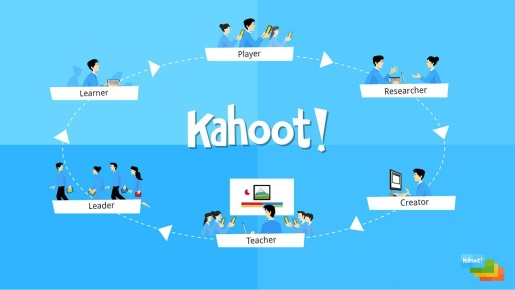 Player
Learner
Researcher
Kahoot!
Leader
Creator
Teacher
Kahoot!